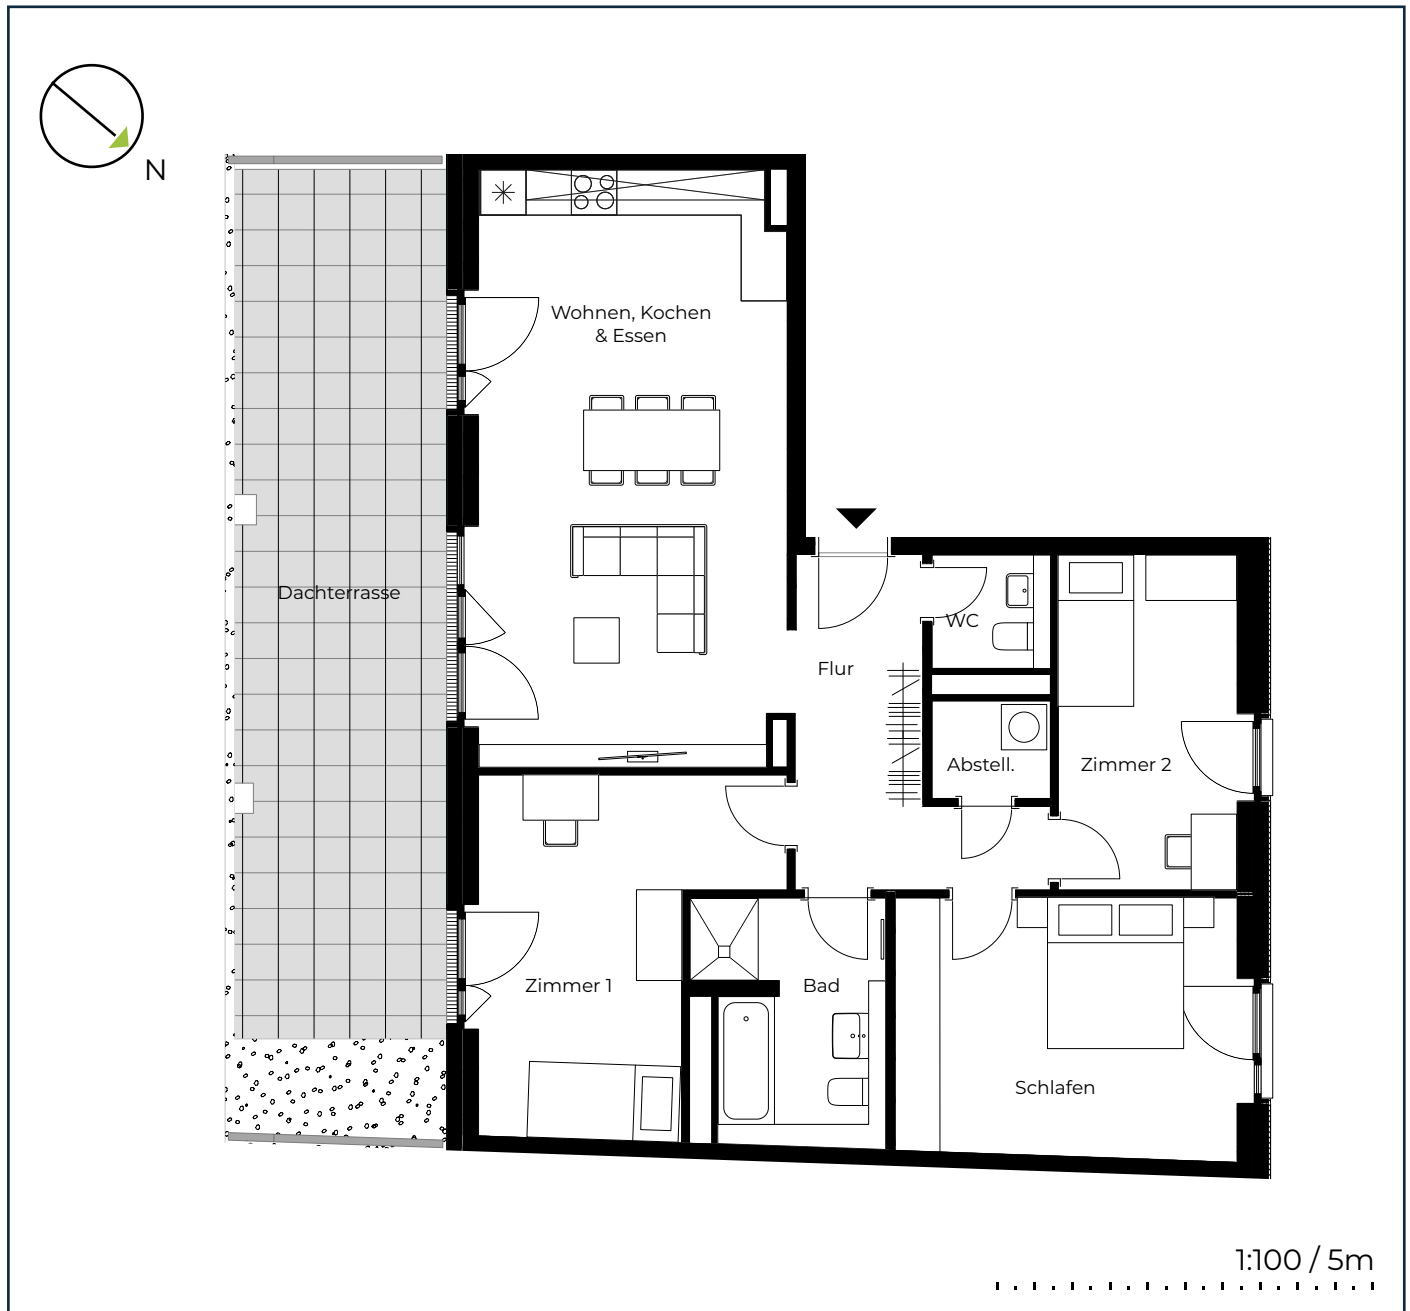 N
Wohnen, Kochen
& Essen
Dachterrasse
WC
Flur
Abstell.
Zimmer 2
Zimmer 1
Bad
Schlafen
1:100 / 5m